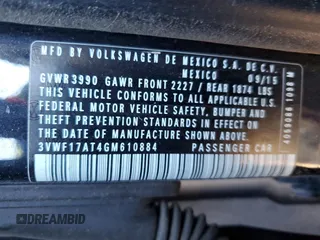 MFD BY VOLKSWAGEN DE MEXICO S.A. DE C.V.
MEXICO 09/15
GVWR3990 GAWR FRONT 2227 / REAR 1874 LBS
THIS VEHICLE CONFORMS TO ALL APPLICABLE U.S.
FEDERAL MOTOR VEHICLE SAFETY, BUMPER AND
THEFT PREVENTION STANDARDS IN EFFECT ON
THE DATE OF MANUFACTURE SHOWN ABOVE
3VWF17AT4GM610884 PASSENGER CAR
DREAMBID